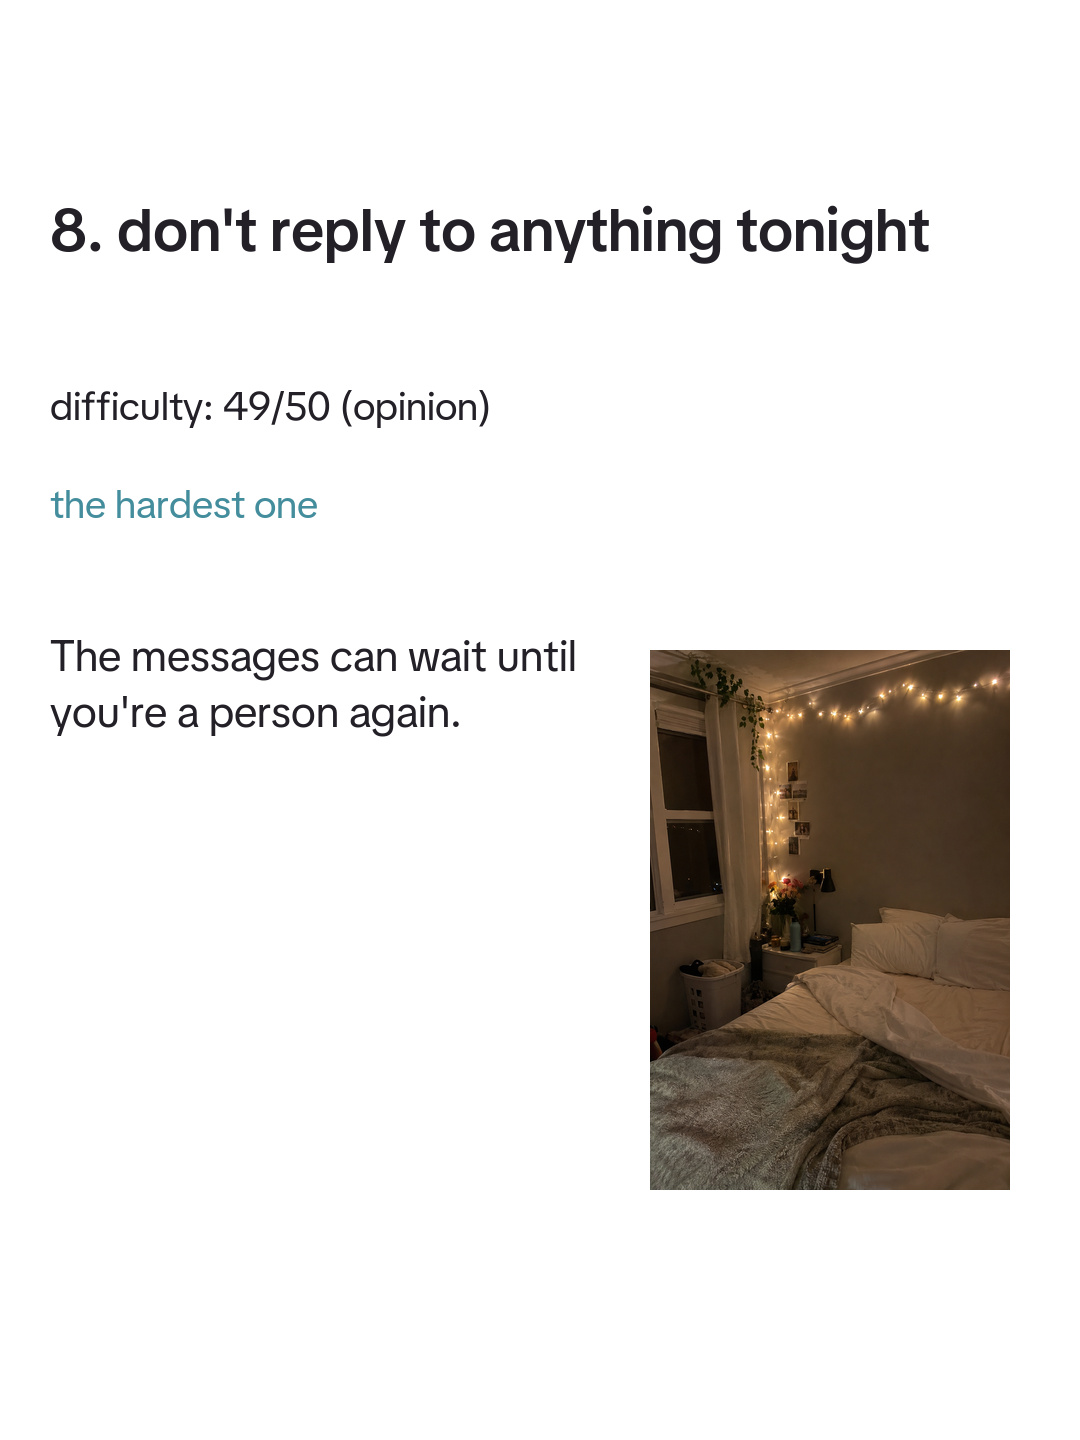 8. don't reply to anything tonight
difficulty: 49/50 (opinion)
the hardest one
The messages can wait until
you're a person again.